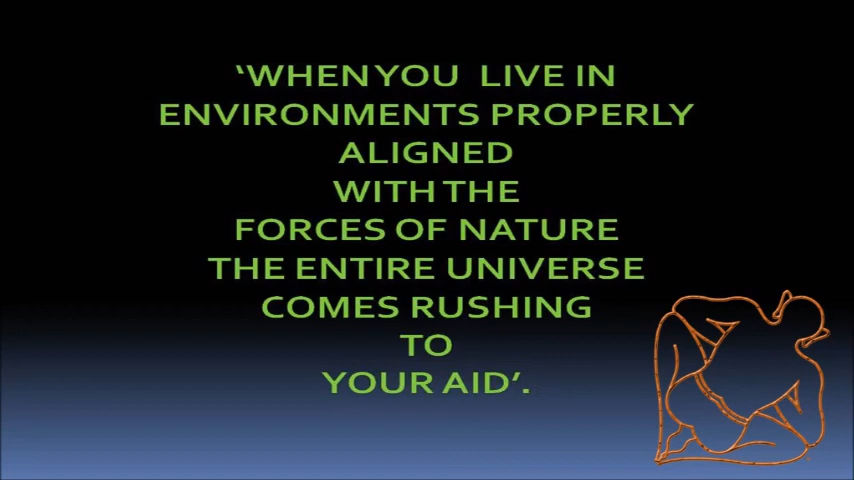 ‘WHEN YOU LIVE IN
ENVIRONMENTS PROPERLY
ALIGNED
WITH THE
FORCES OF NATURE
THE ENTIRE UNIVERSE
COMES RUSHING
TO
YOUR AID’.